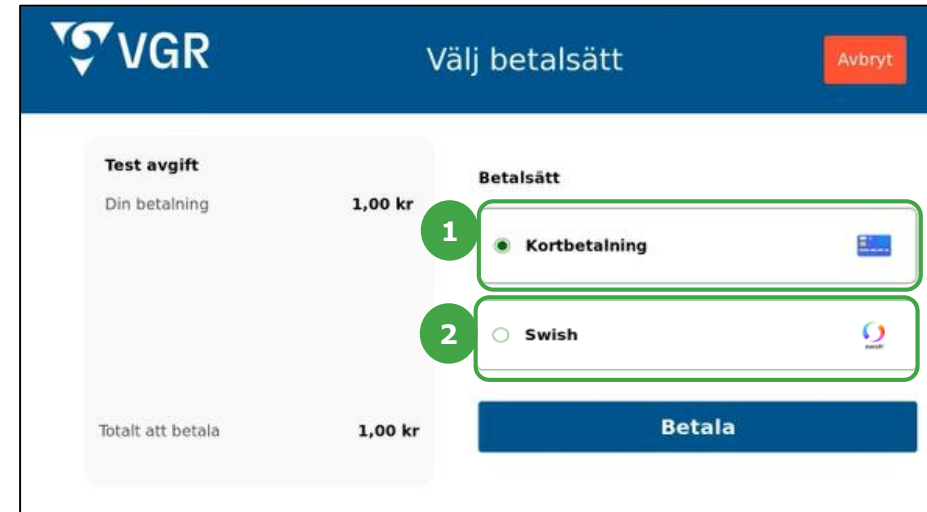 VGR
Välj betalsätt
Avbryt
Test avgift
Din betalning 1,00 kr
Totalt att betala 1,00 kr
Betalsätt
1
Kortbetalning
2
Swish
swish
Betala